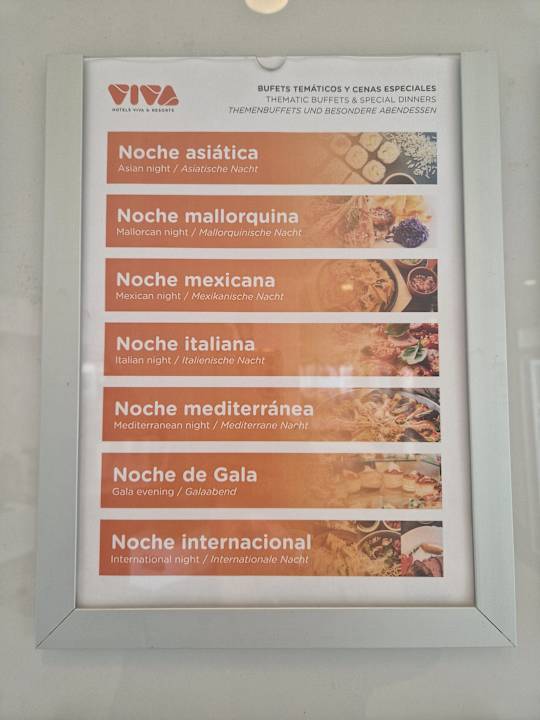 VIVA
HOTELS VIVA & RESORTS
BUFETS TEMÁTICOS Y CENAS ESPECIALES
THEMATIC BUFFETS & SPECIAL DINNERS
THEMENBUFFETS UND BESONDERE ABENDESSEN
Noche asiática
Asian night / Asiatische Nacht
Noche mallorquina
Mallorcan night / Mallorquinische Nacht
Noche mexicana
Mexican night / Mexikanische Nacht
Noche italiana
Italian night / Italienische Nacht
Noche mediterránea
Mediterranean night / Mediterrane Nacht
Noche de Gala
Gala evening / Galaabend
Noche internacional
International night / Internationale Nacht